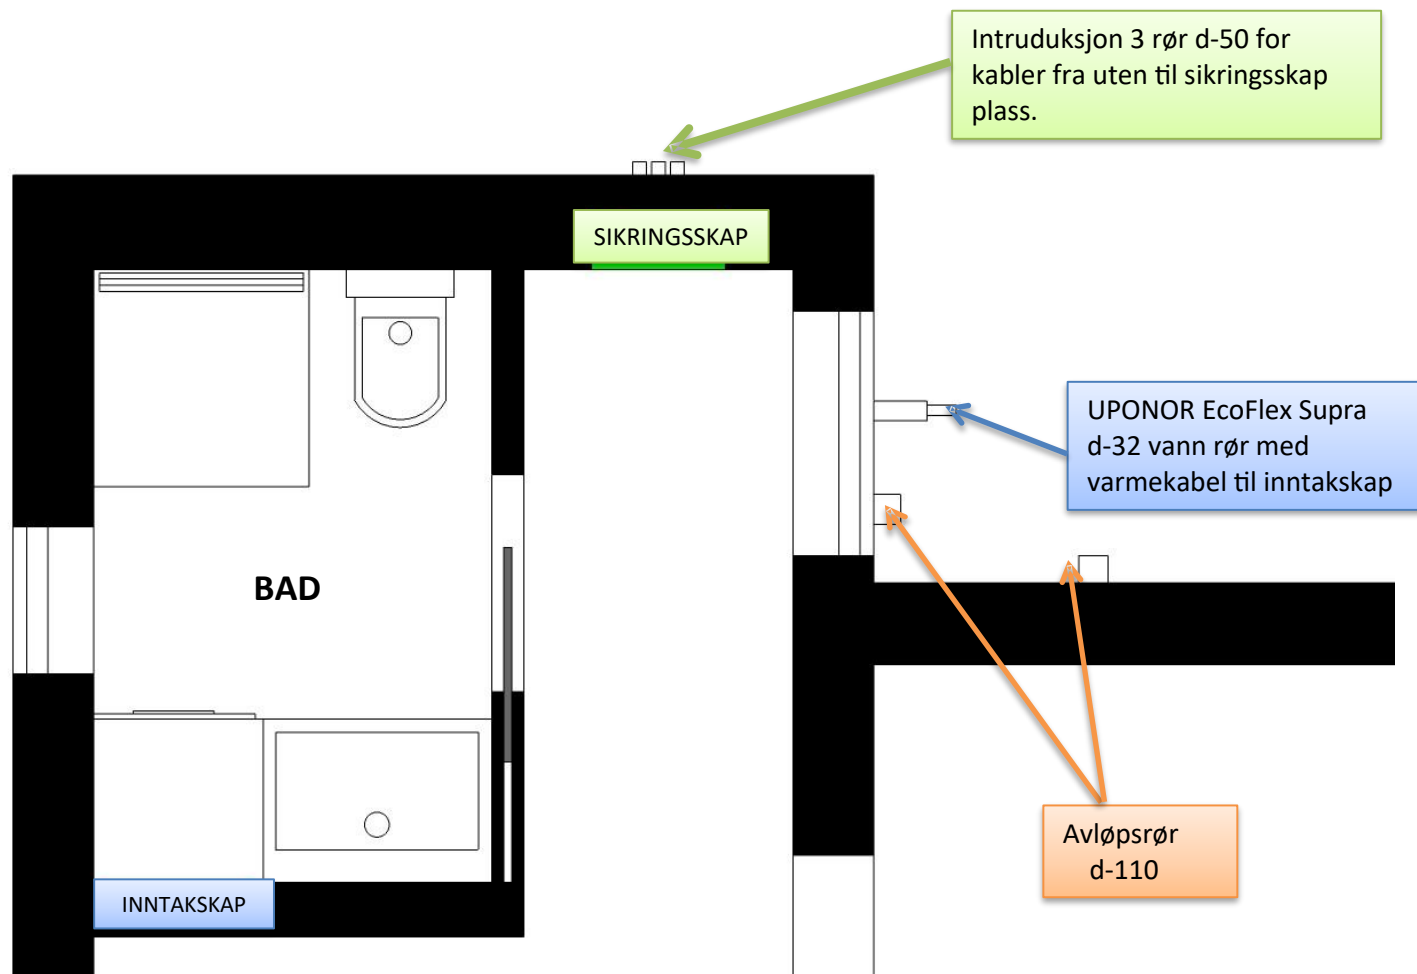 Intruduksjon 3 rør d-50 for
kabler fra uten til sikringsskap
plass.
SIKRINGSSKAP
UPONOR EcoFlex Supra
d-32 vann rør med
varmekabel til inntakskap
BAD
Avløpsrør
d-110
INNTAKSKAP